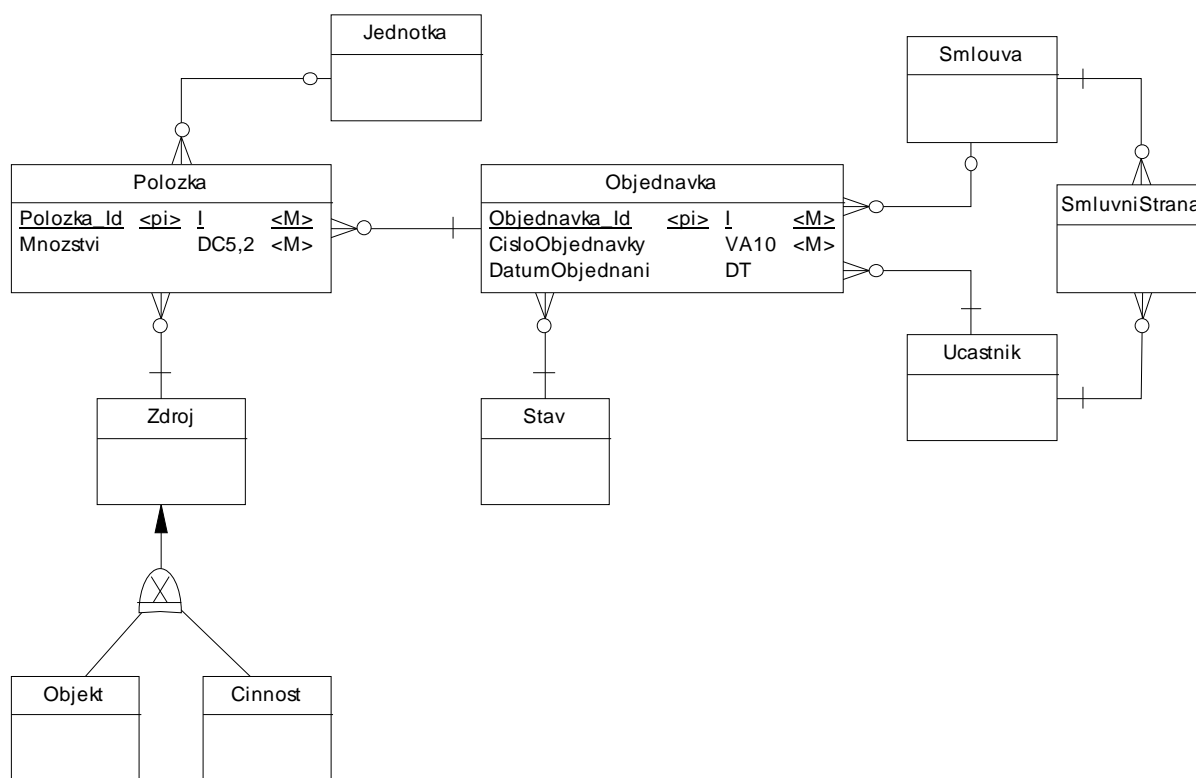 Jednotka
Smlouva
Polozka
Polozka_Id <pi> I <M>
Mnozstvi DC5,2 <M>
Objednavka
Objednavka_Id <pi> I <M>
CisloObjednavky VA10 <M>
DatumObjednani DT
SmluvniStrana
Ucastnik
Zdroj
Stav
Objekt
Cinnost